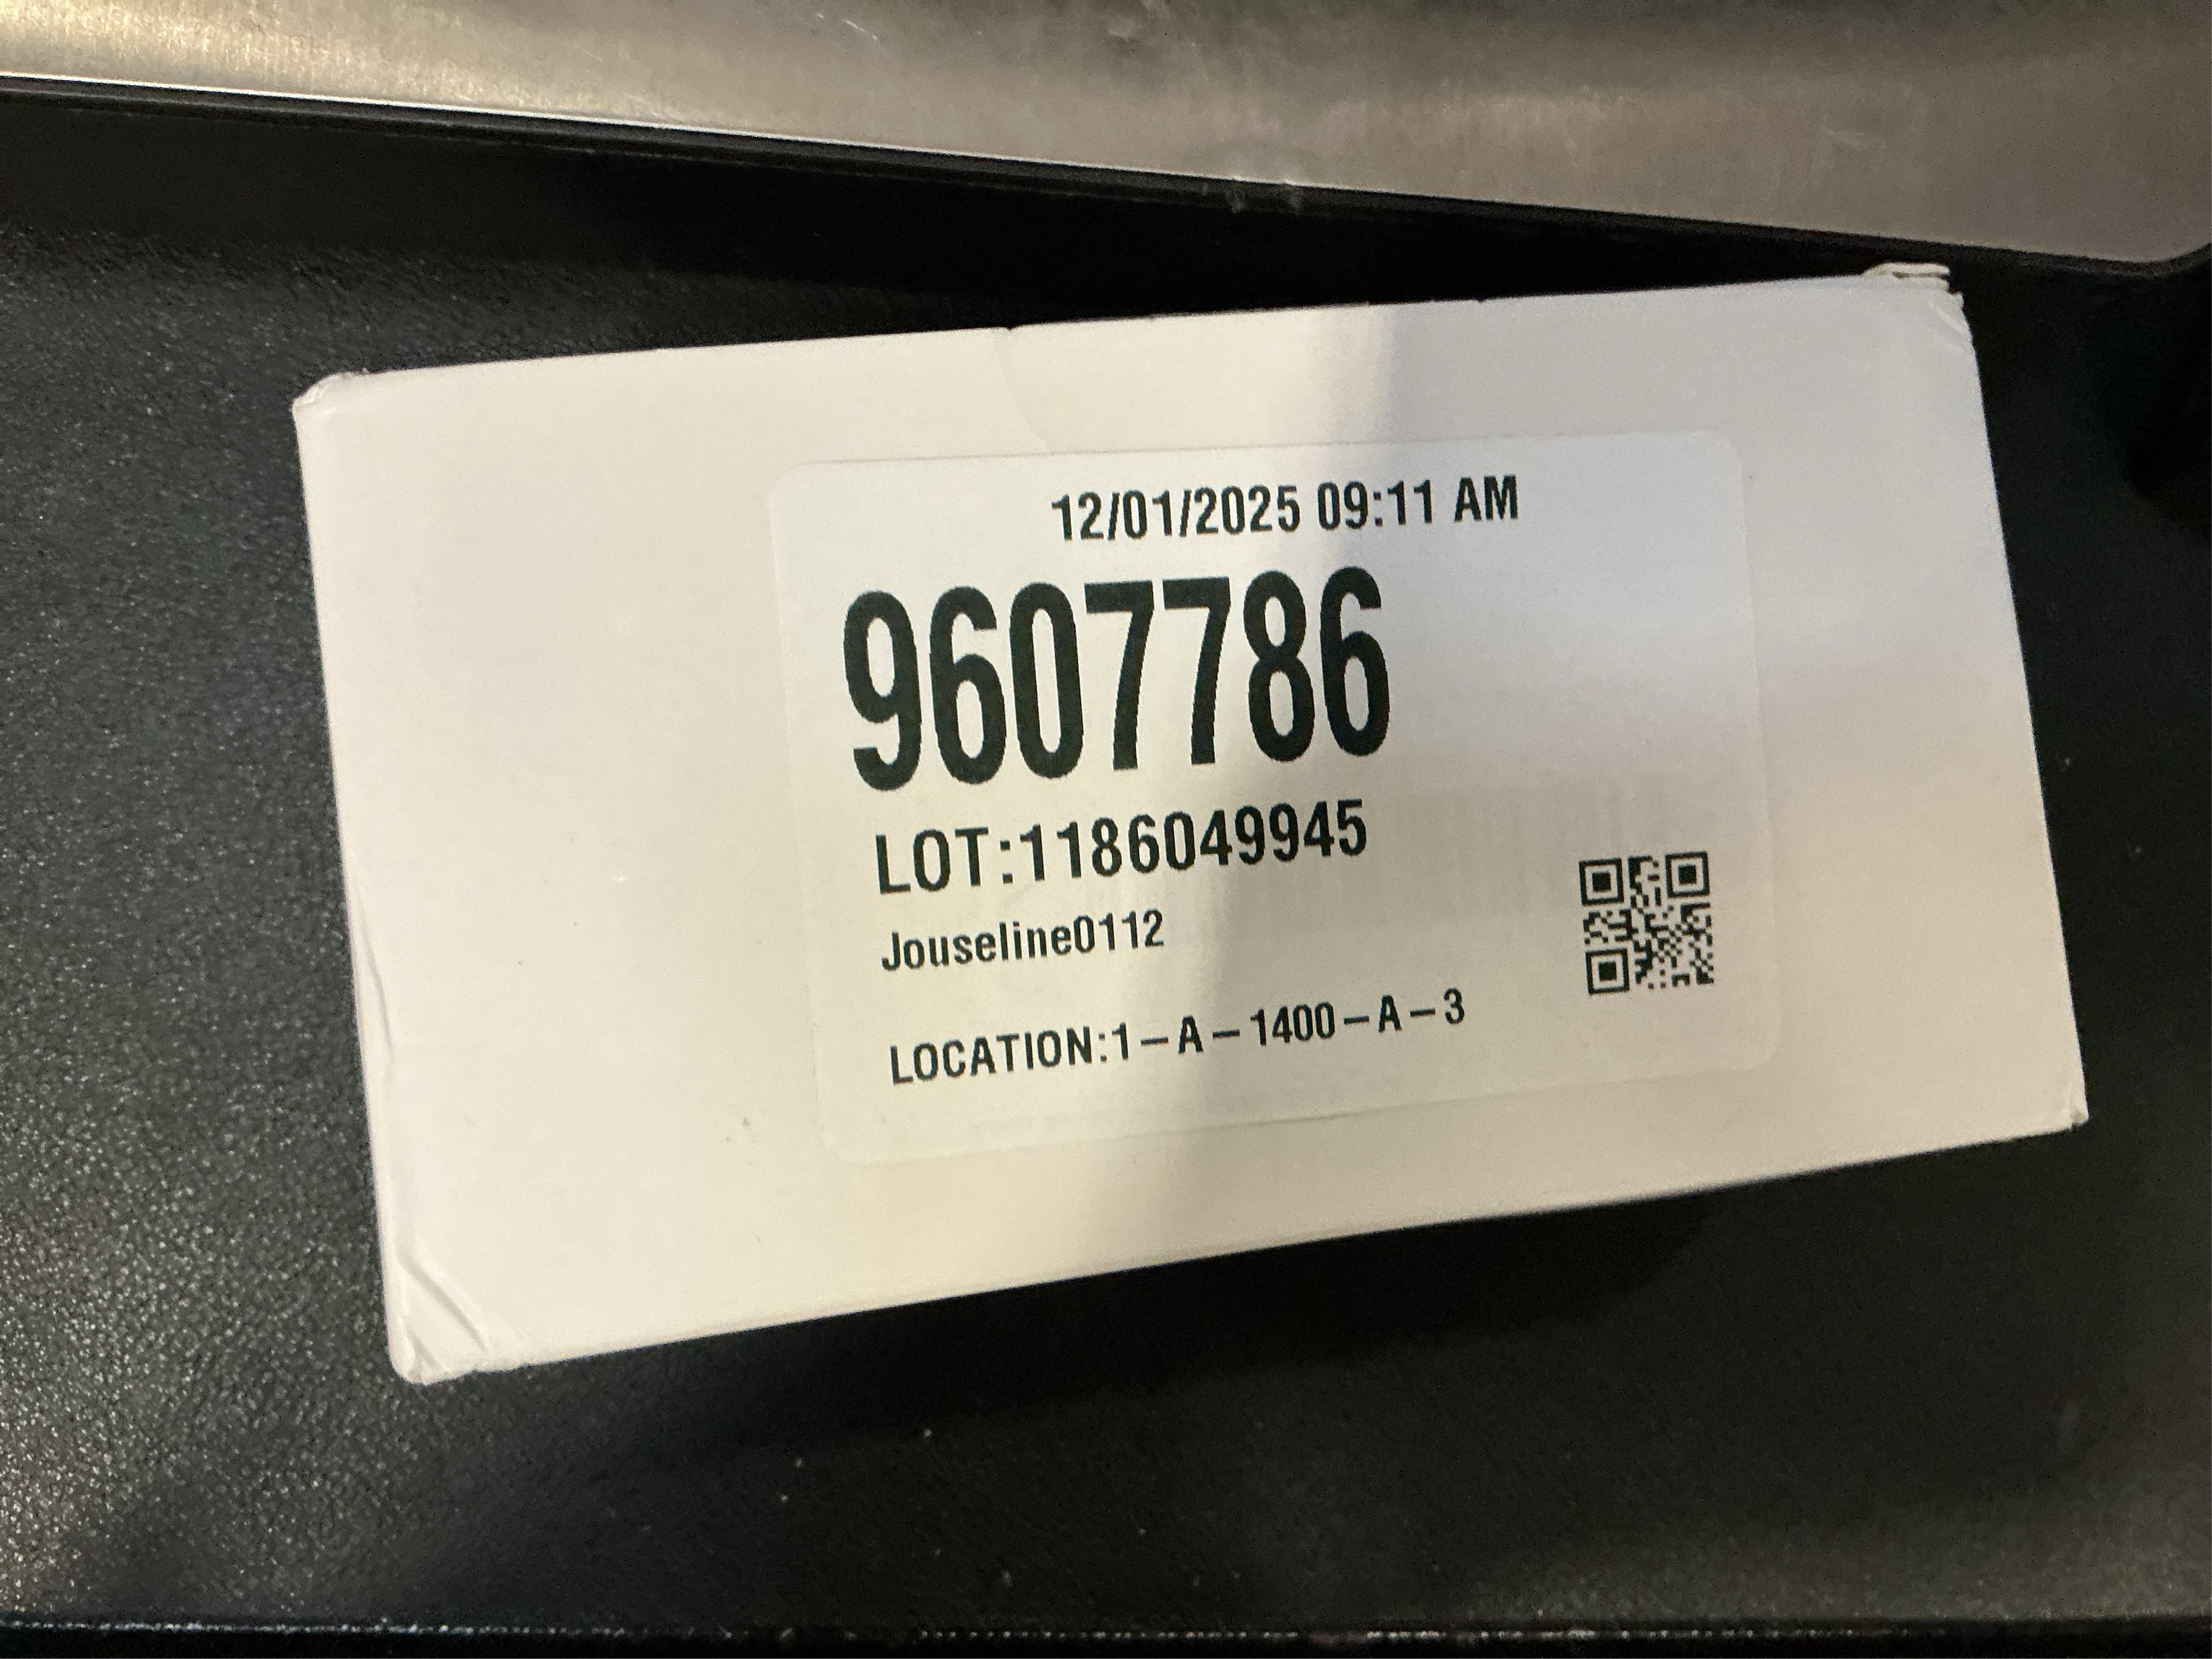 12/01/2025 09:11 AM
9607786
LOT:1186049945
Jouseline0112
LOCATION:1-A-1400-A-3